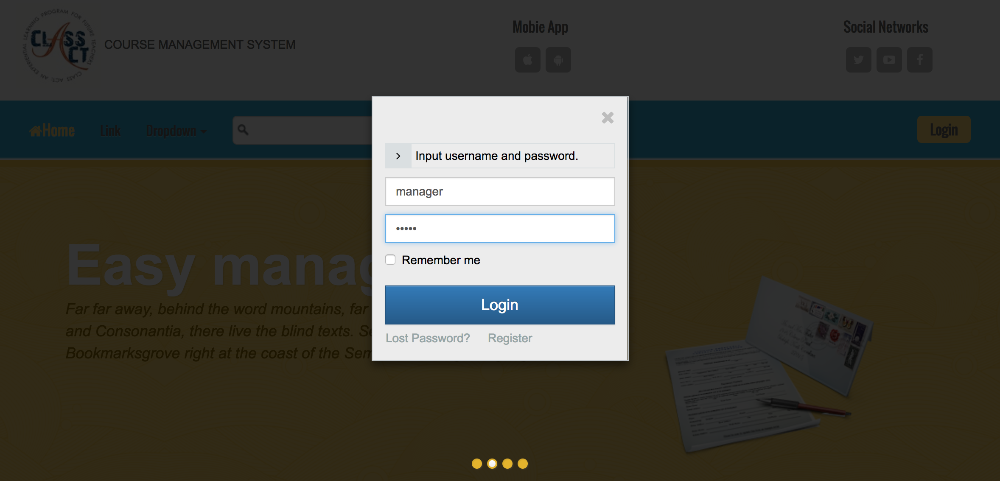 AN EXPERIENTIAL LEARNING PROGRAM FOR FUTURE TEACHERS
CLASS ACT
CLASS ACT:
COURSE MANAGEMENT SYSTEM
Mobie App
Social Networks
Home
Link
Dropdown
Login
Input username and password.
manager
•••••
Remember me
Login
Lost Password?
Register
Easy manag
Far far away, behind the word mountains, far
and Consonantia, there live the blind texts. Se
Bookmarksgrove right at the coast of the Sem